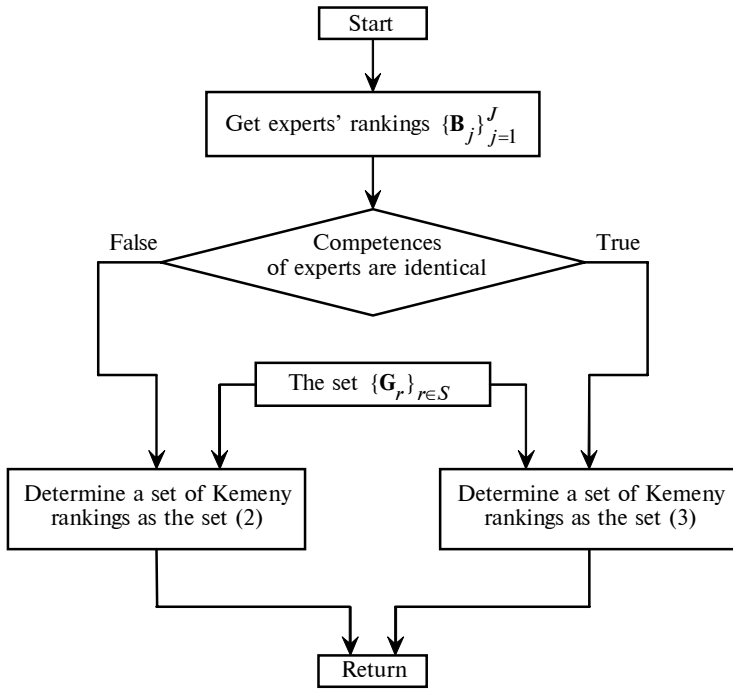 Start
Get experts’ rankings {B_j}_{j=1}^J
Competences
of experts are identical
False
True
The set {G_r}_{r∈S}
Determine a set of Kemeny
rankings as the set (2)
Determine a set of Kemeny
rankings as the set (3)
Return